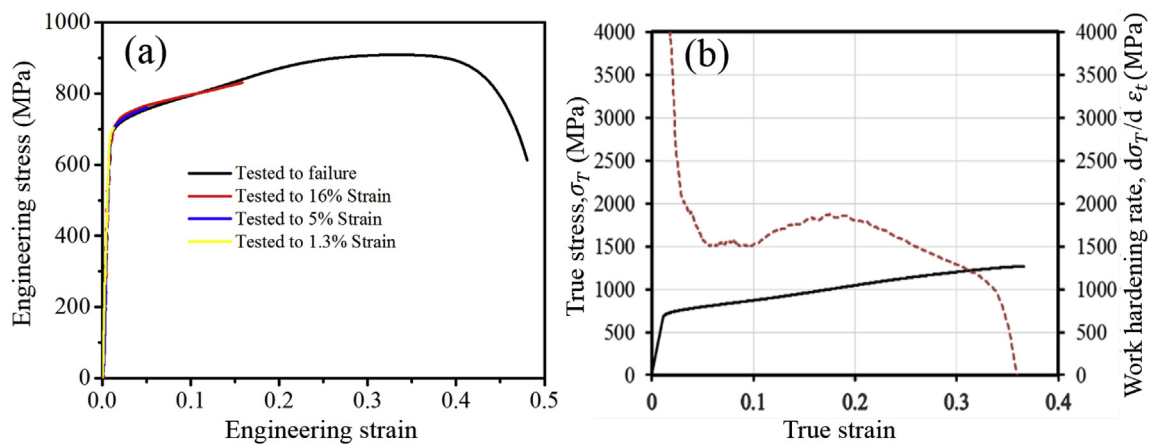 (a)
Engineering stress (MPa)
1000
800
600
400
200
0
Tested to failure
Tested to 16% Strain
Tested to 5% Strain
Tested to 1.3% Strain
0.0 0.1 0.2 0.3 0.4 0.5
Engineering strain
(b)
True stress,σT (MPa)
4000
3500
3000
2500
2000
1500
1000
500
0
0 0.1 0.2 0.3 0.4
True strain
4000
3500
3000
2500
2000
1500
1000
500
0
Work hardening rate, dσT/d εt(MPa)